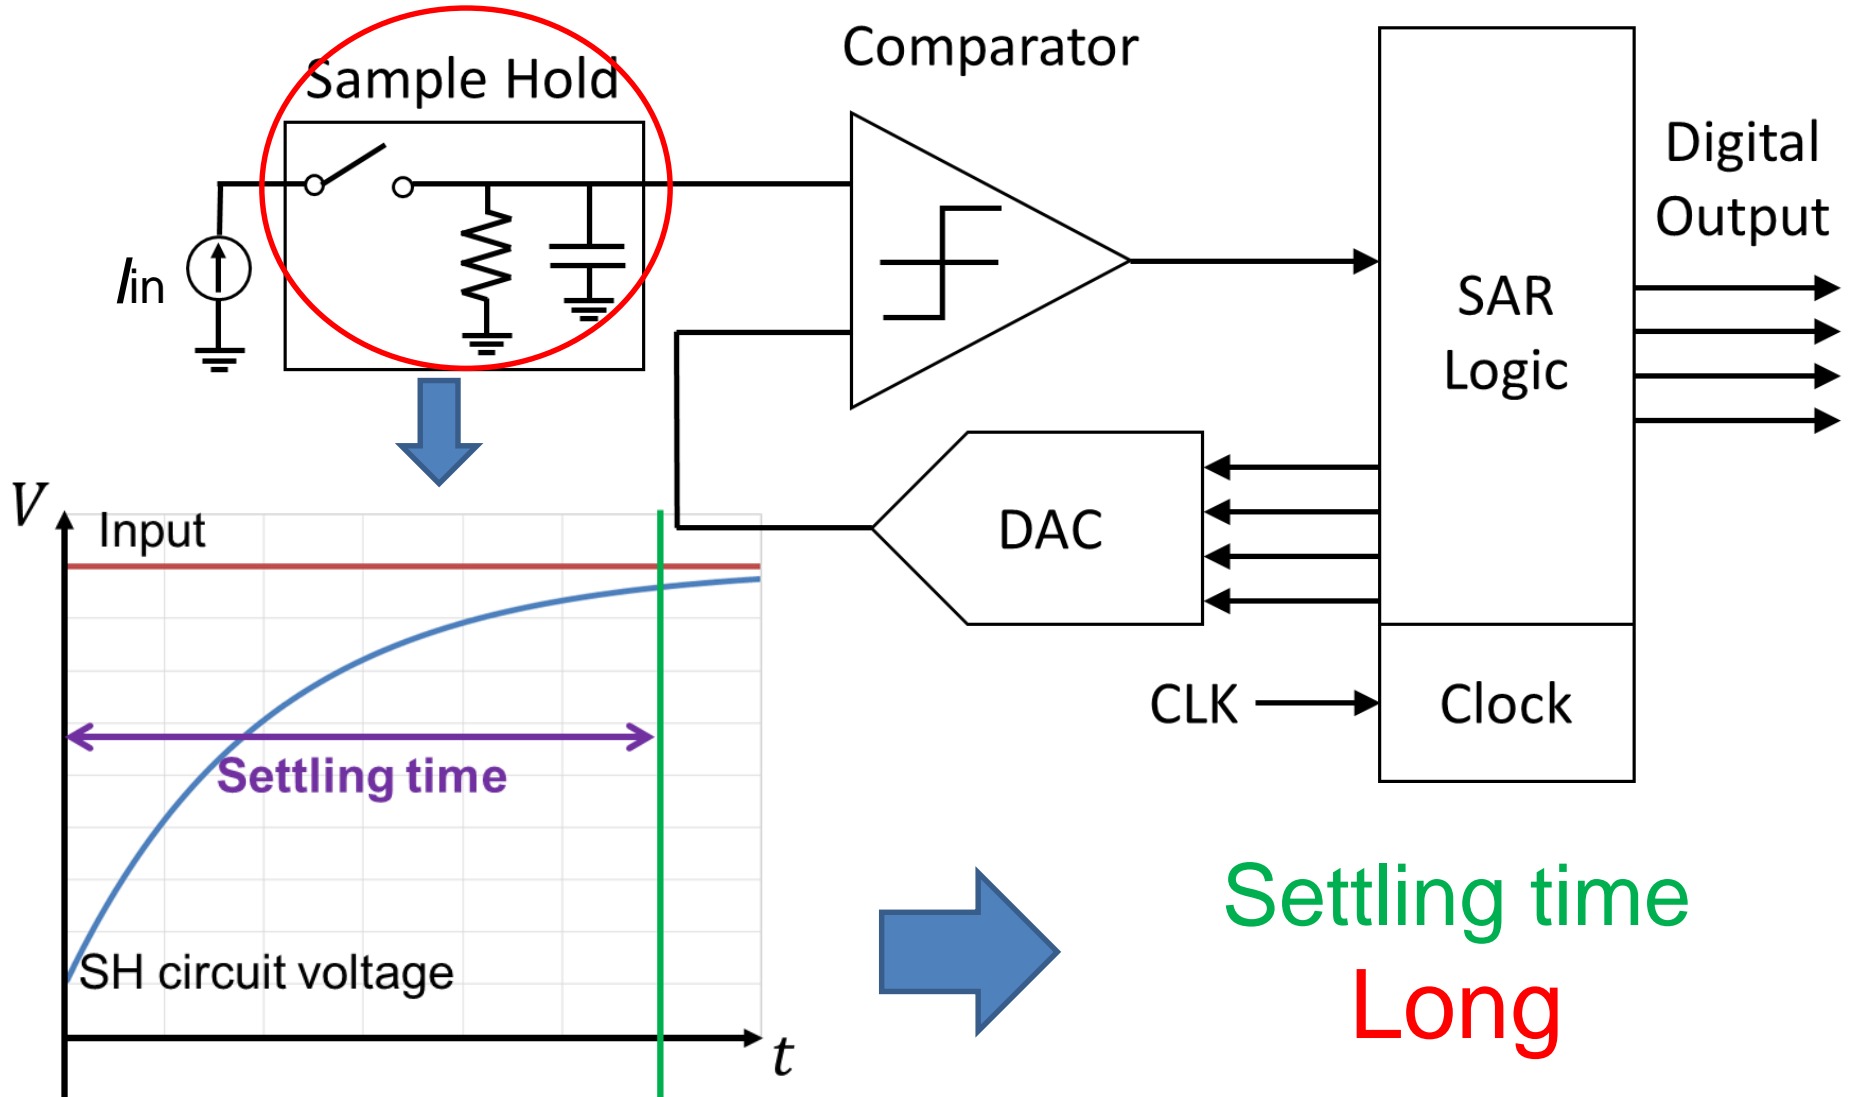 Sample Hold
Comparator
Digital
Output
Iin
SAR
Logic
DAC
CLK
Clock
V
Input
Settling time
SH circuit voltage
t
Settling time
Long